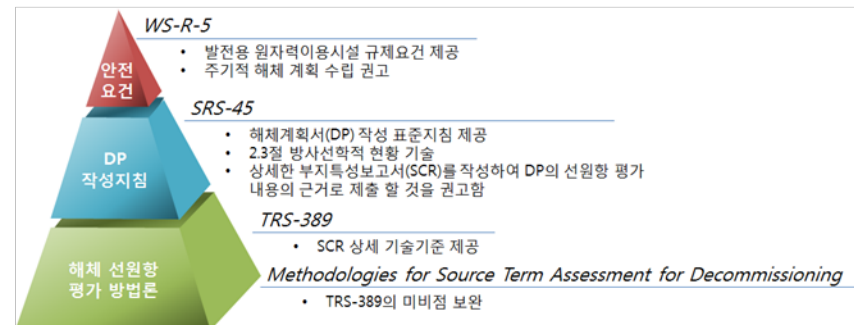 WS-R-5
• 발전용 원자력이용시설 규제요건 제공
• 주기적 해체 계획 수립 권고
안전
요건
SRS-45
• 해체계획서(DP) 작성 표준지침 제공
• 2.3절 방사선학적 현황 기술
• 상세한 부지특성보고서(SCR)를 작성하여 DP의 선원항 평가
내용의 근거로 제출 할 것을 권고함
DP
작성지침
TRS-389
• SCR 상세 기술기준 제공
Methodologies for Source Term Assessment for Decommissioning
• TRS-389의 미비점 보완
해체 선원항
평가 방법론